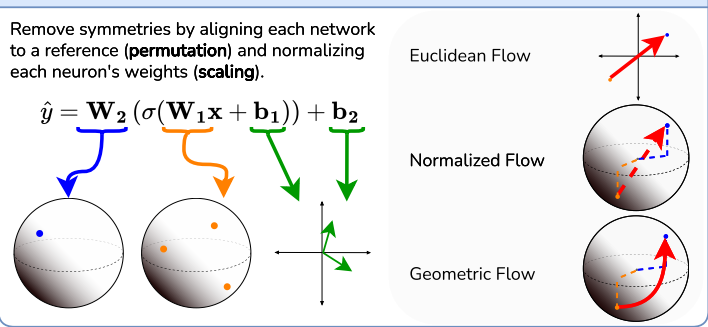 Remove symmetries by aligning each network
to a reference (permutation) and normalizing
each neuron's weights (scaling).
ŷ = W₂ (σ(W₁x + b₁)) + b₂
Euclidean Flow
Normalized Flow
Geometric Flow